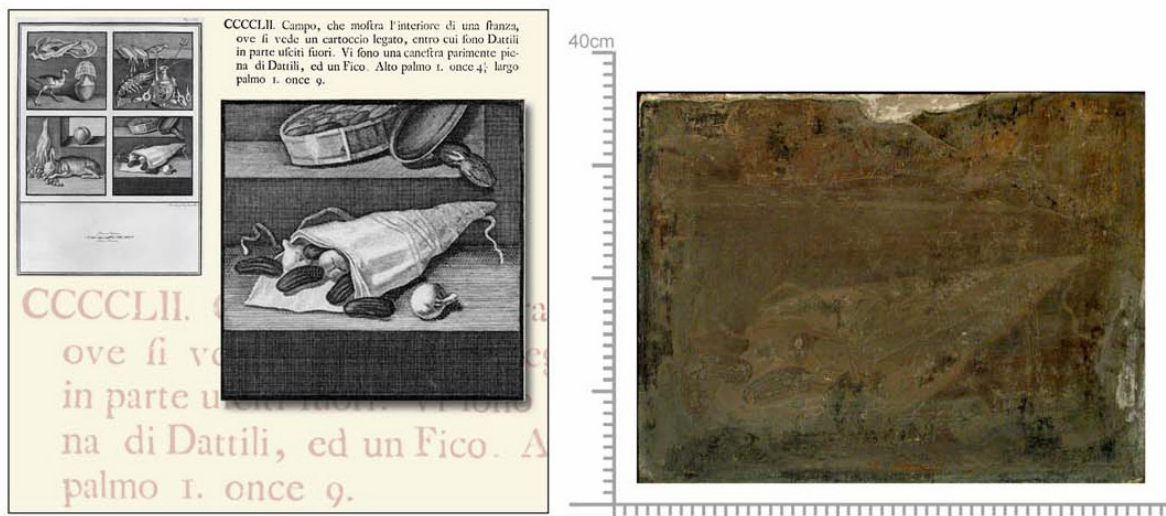 CCCCLII. Campo, che moſtra l'interiore di una ſtanza,
ove ſi vede un cartoccio legato, entro cui ſono Dattili
in parte uſciti fuori. Vi ſono una caneſtra parimente pie-
na di Dattili, ed un Fico. Alto palmo 1. once 4½ largo
palmo 1. once 9.
CCCCLII.
ove ſi
in parte
na di Dattili, ed un Fico. A
palmo 1. once 9.
40cm